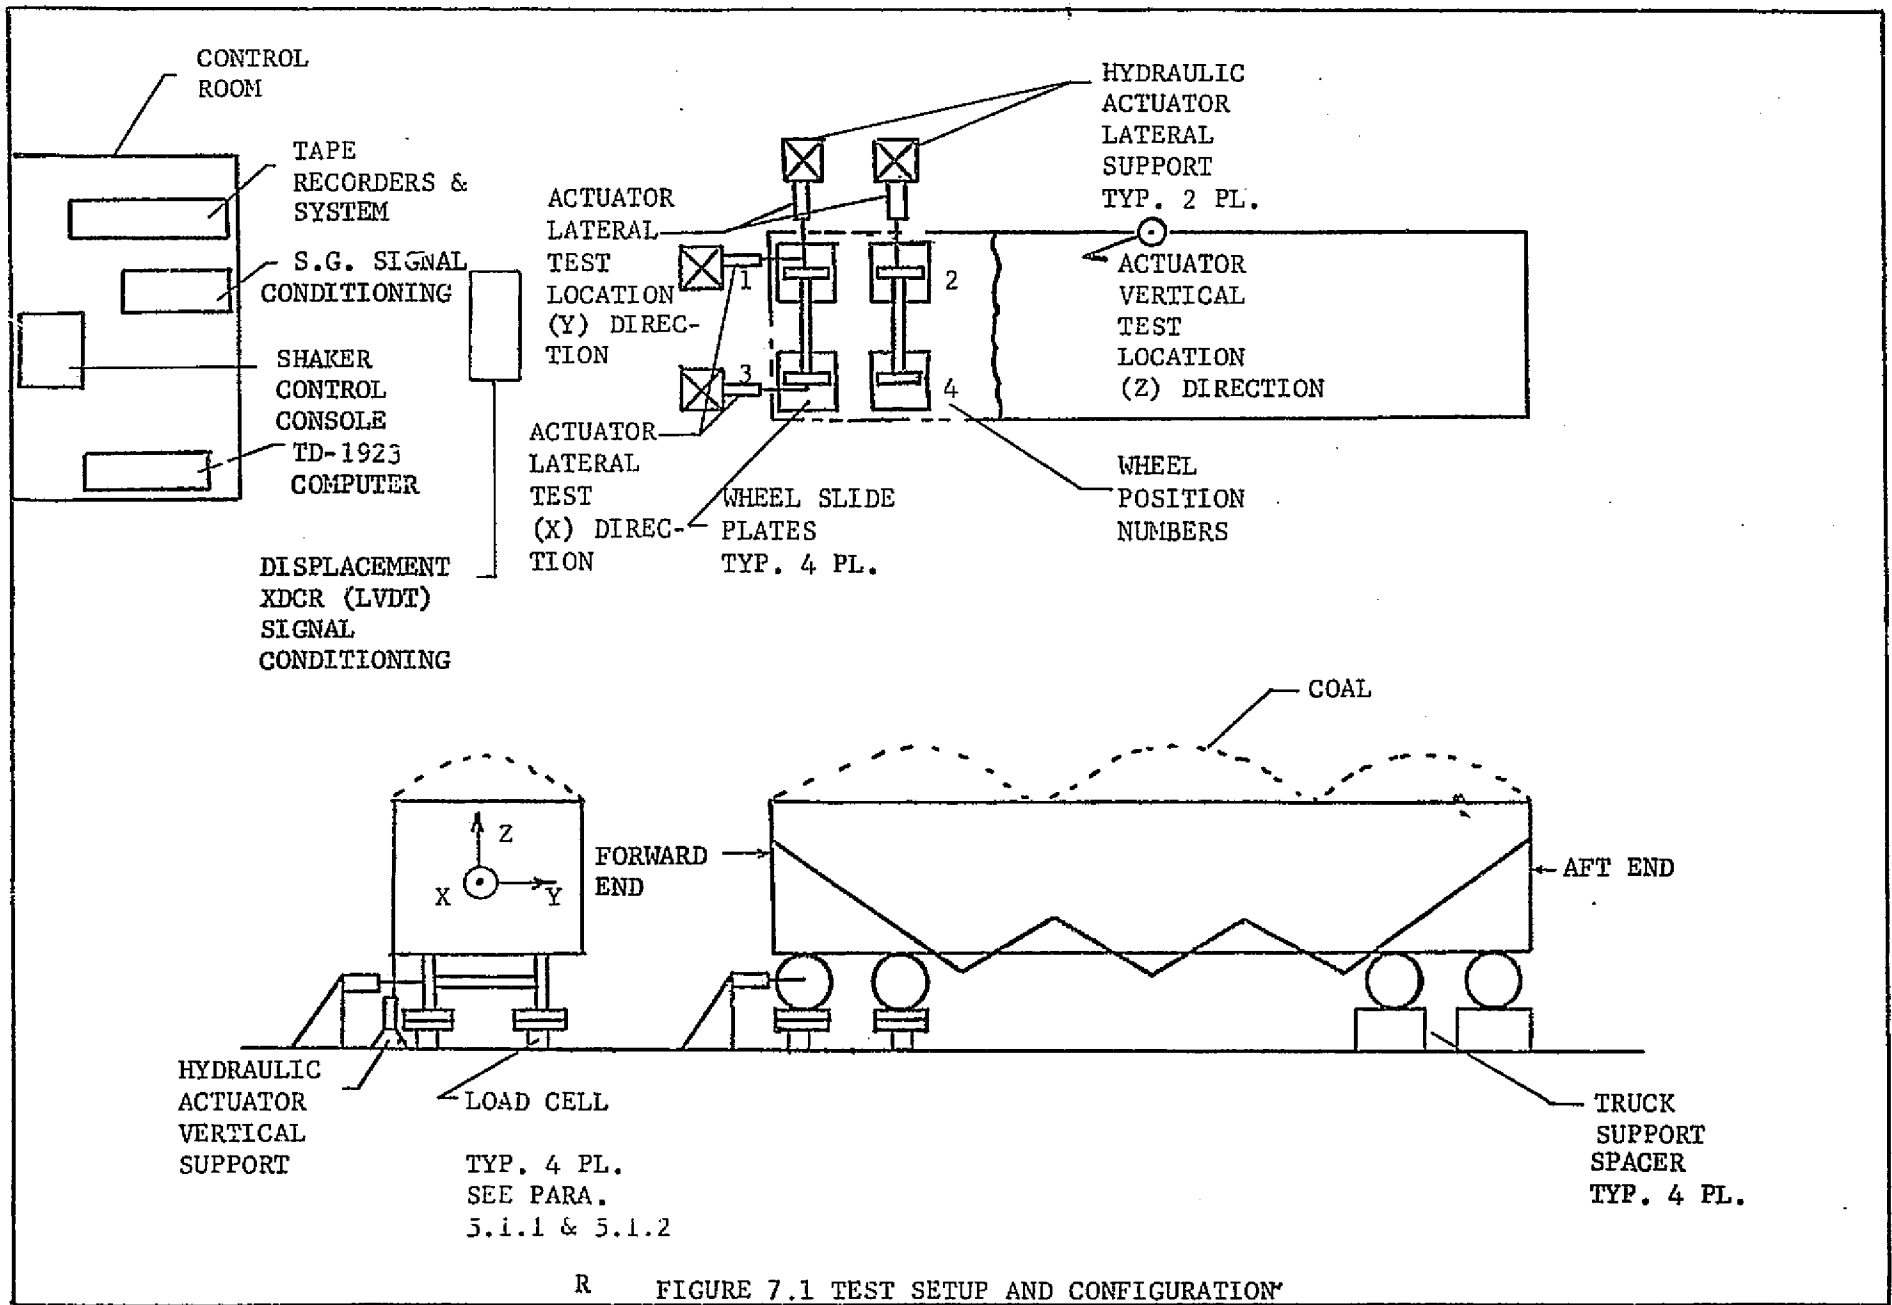 CONTROL
ROOM
TAPE
RECORDERS &
SYSTEM
S.G. SIGNAL
CONDITIONING
SHAKER
CONTROL
CONSOLE
TD-1923
COMPUTER
DISPLACEMENT
XDCR (LVDT)
SIGNAL
CONDITIONING
ACTUATOR
LATERAL
TEST
LOCATION
(Y) DIREC-
TION
HYDRAULIC
ACTUATOR
LATERAL
SUPPORT
TYP. 2 PL.
1
2
3
4
ACTUATOR
VERTICAL
TEST
LOCATION
(Z) DIRECTION
ACTUATOR
LATERAL
TEST
(X) DIREC-
TION
WHEEL SLIDE
PLATES
TYP. 4 PL.
WHEEL
POSITION
NUMBERS
COAL
Z
X
Y
FORWARD
END
AFT END
HYDRAULIC
ACTUATOR
VERTICAL
SUPPORT
LOAD CELL
TYP. 4 PL.
SEE PARA.
5.1.1 & 5.1.2
TRUCK
SUPPORT
SPACER
TYP. 4 PL.
R FIGURE 7.1 TEST SETUP AND CONFIGURATION